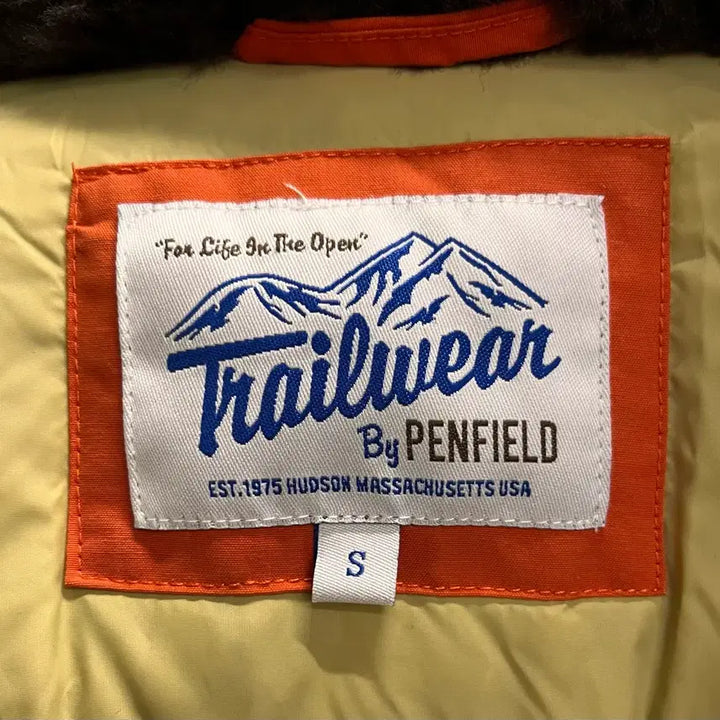 "For Life In The Open"
Trailwear
By PENFIELD
EST.1975 HUDSON MASSACHUSETTS USA
S